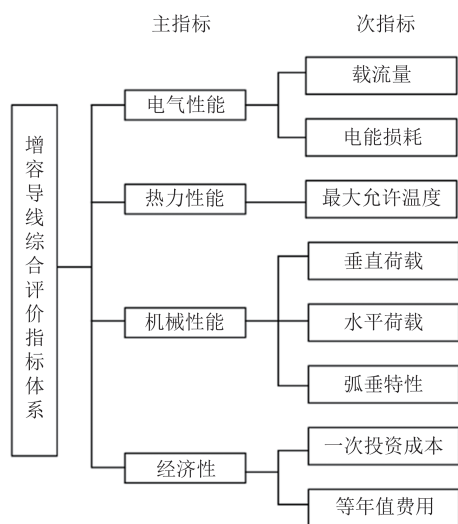 主指标
次指标
增容导线综合评价指标体系
电气性能
载流量
电能损耗
热力性能
最大允许温度
机械性能
垂直荷载
水平荷载
弧垂特性
经济性
一次投资成本
等年值费用